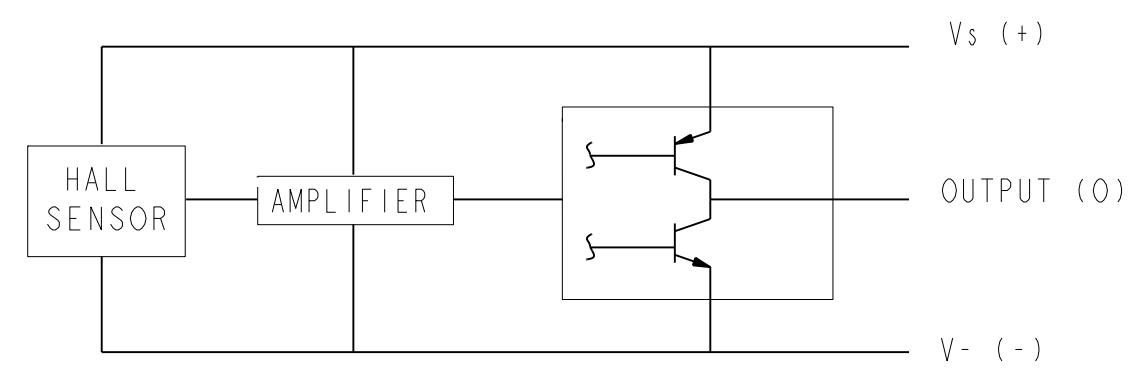 Vs (+)
HALL
SENSOR
AMPLIFIER
OUTPUT (O)
V- (-)